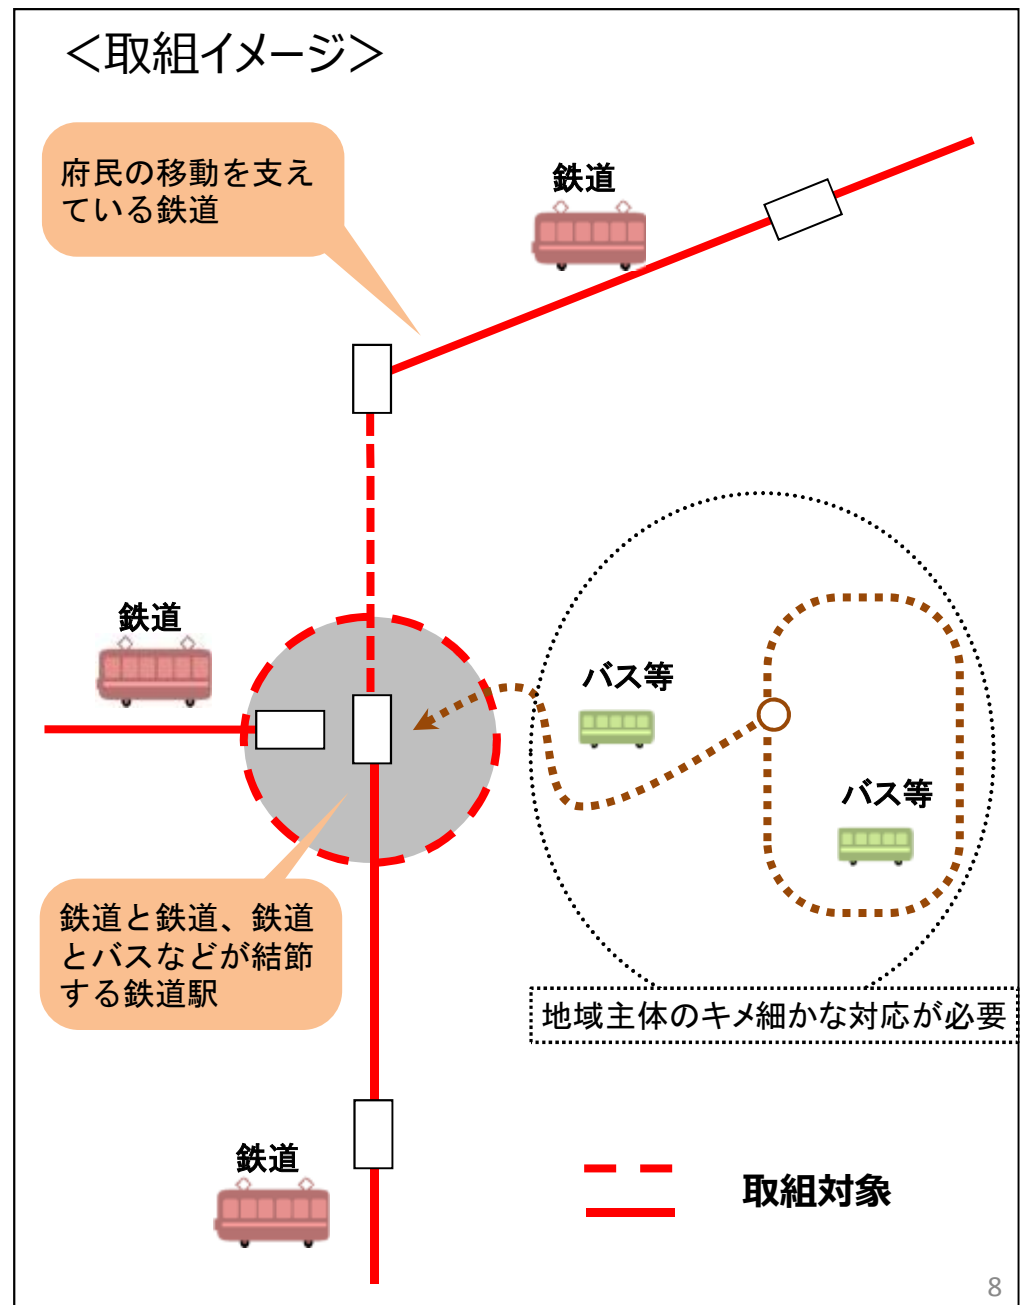 ＜取組イメージ＞
府民の移動を支え
ている鉄道
鉄道
鉄道
バス等
バス等
鉄道と鉄道、鉄道
とバスなどが結節
する鉄道駅
地域主体のキメ細かな対応が必要
鉄道
取組対象
8